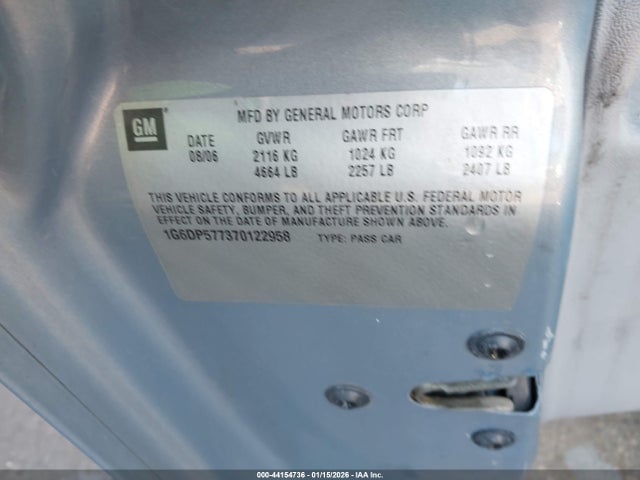 GM
MFD BY GENERAL MOTORS CORP
DATE GVWR GAWR FRT GAWR RR
08/06 2116 KG 1024 KG 1092 KG
4664 LB 2257 LB 2407 LB
THIS VEHICLE CONFORMS TO ALL APPLICABLE U.S. FEDERAL MOTOR
VEHICLE SAFETY, BUMPER, AND THEFT PREVENTION STANDARDS IN
EFFECT ON THE DATE OF MANUFACTURE SHOWN ABOVE.
1G6DP577370122958 TYPE: PASS CAR
000-44154736 - 01/15/2026 - IAA Inc.